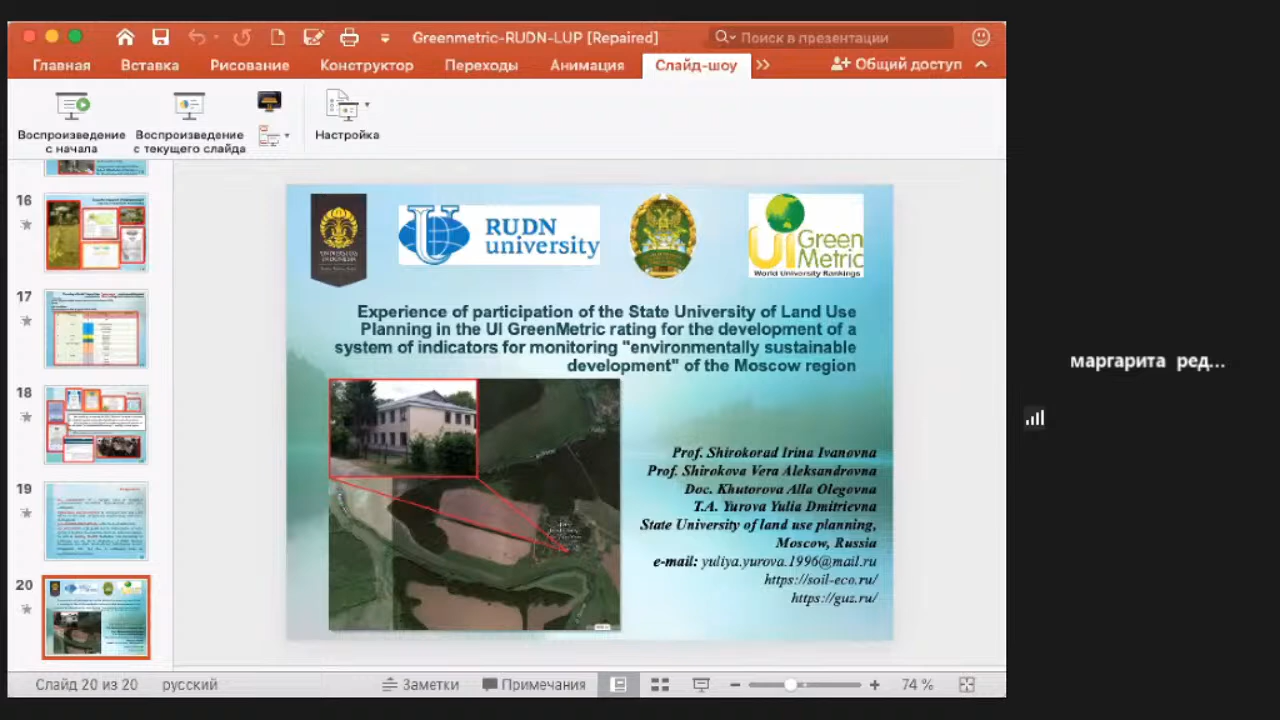 Greenmetric-RUDN-LUP [Repaired]
Поиск в презентации
Главная
Вставка
Рисование
Конструктор
Переходы
Анимация
Слайд-шоу
Общий доступ
Воспроизведение
с начала
Воспроизведение
с текущего слайда
Настройка
16
17
18
19
20
UNIVERSITAS
INDONESIA
RUDN
university
UI
Green
Metric
World University Rankings
Experience of participation of the State University of Land Use
Planning in the UI GreenMetric rating for the development of a
system of indicators for monitoring "environmentally sustainable
development" of the Moscow region
Prof. Shirokorad Irina Ivanovna
Prof. Shirokova Vera Aleksandrovna
Doc. Khutorova Alla Olegovna
T.A. Yurova Yulia Dmitrievna
State University of land use planning,
Moscow, Russia
e-mail: yuliya.yurova.1996@mail.ru
https://soil-eco.ru/
https://guz.ru/
маргарита ред...
Слайд 20 из 20
русский
Заметки
Примечания
74 %